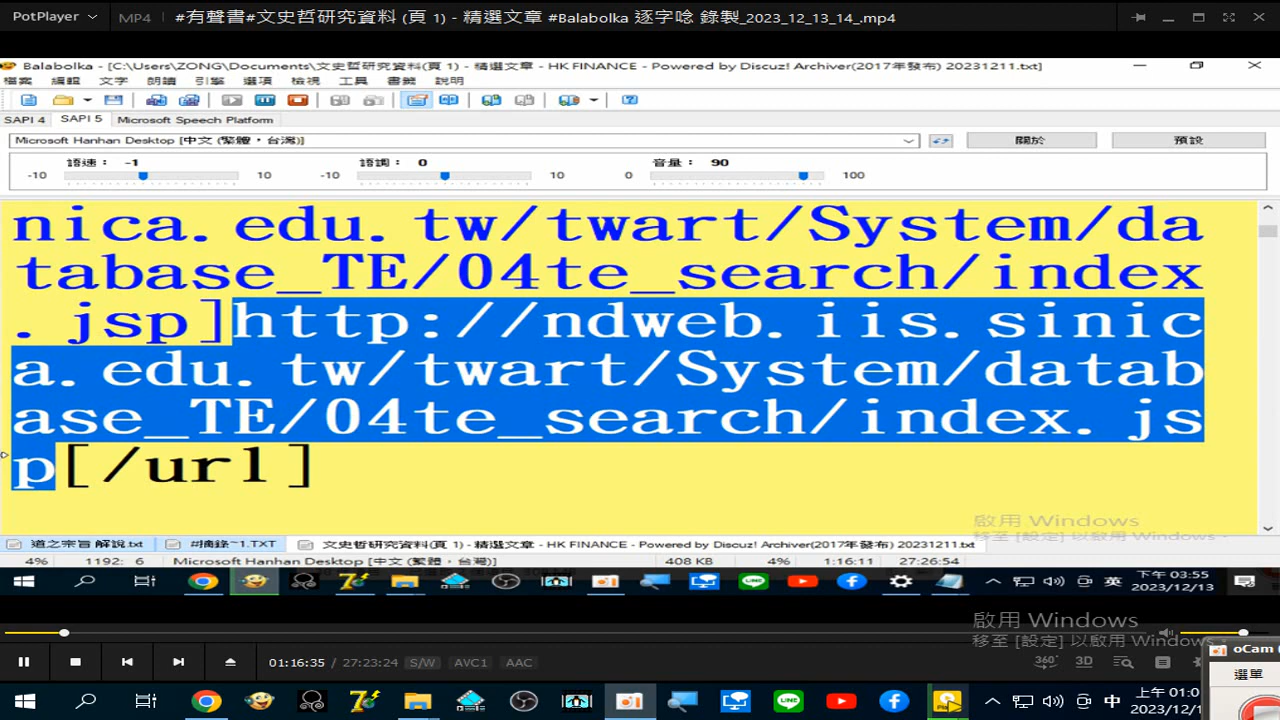 PotPlayer MP4 #有聲書#文史哲研究資料 (頁 1) - 精選文章 #Balabolka 逐字唸 錄製_2023_12_13_14_.mp4
Balabolka - [C:\Users\ZONG\Documents\文史哲研究資料(頁 1) - 精選文章 - HK FINANCE - Powered by Discuz! Archiver(2017年發布) 20231211.txt]
檔案 編輯 文字 朗讀 引擎 選項 檢視 工具 書籤 說明
SAPI 4 SAPI 5 Microsoft Speech Platform
Microsoft Hanhan Desktop [中文 (繁體，台灣)] 關於 預設
語速： -1 語調： 0 音量： 90
-10 10 -10 10 0 100
nica.edu.tw/twart/System/da
tabase_TE/04te_search/index
.jsp]http://ndweb.iis.sinic
a.edu.tw/twart/System/datab
ase_TE/04te_search/index.js
p[/url]
啟用 Windows
移至 [設定] 以啟用 Windows。
道之宗旨 解說.txt #摘錄~1.TXT 文史哲研究資料(頁 1) - 精選文章 - HK FINANCE - Powered by Discuz! Archiver(2017年發布) 20231211.txt
4% 1192: 6 Microsoft Hanhan Desktop [中文 (繁體，台灣)] 408 KB 4% 1:16:11 27:26:54
英 下午 03:55
2023/12/13
啟用 Windows
移至 [設定] 以啟用 Windows。
oCam
01:16:35 / 27:23:24 S/W AVC1 AAC 360° 3D
選單
中 上午 01:0
2023/12/1